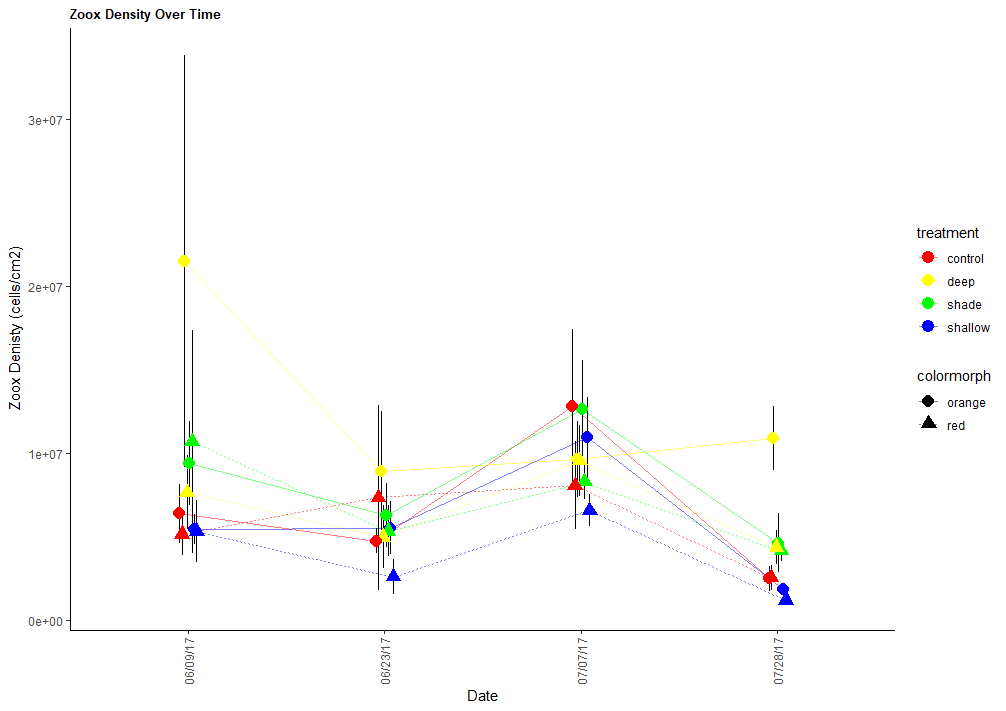 Zoox Density Over Time
Zoox Denisty (cells/cm2)
3e+07
2e+07
1e+07
0e+00
06/09/17
06/23/17
07/07/17
07/28/17
Date
treatment
control
deep
shade
shallow
colormorph
orange
red